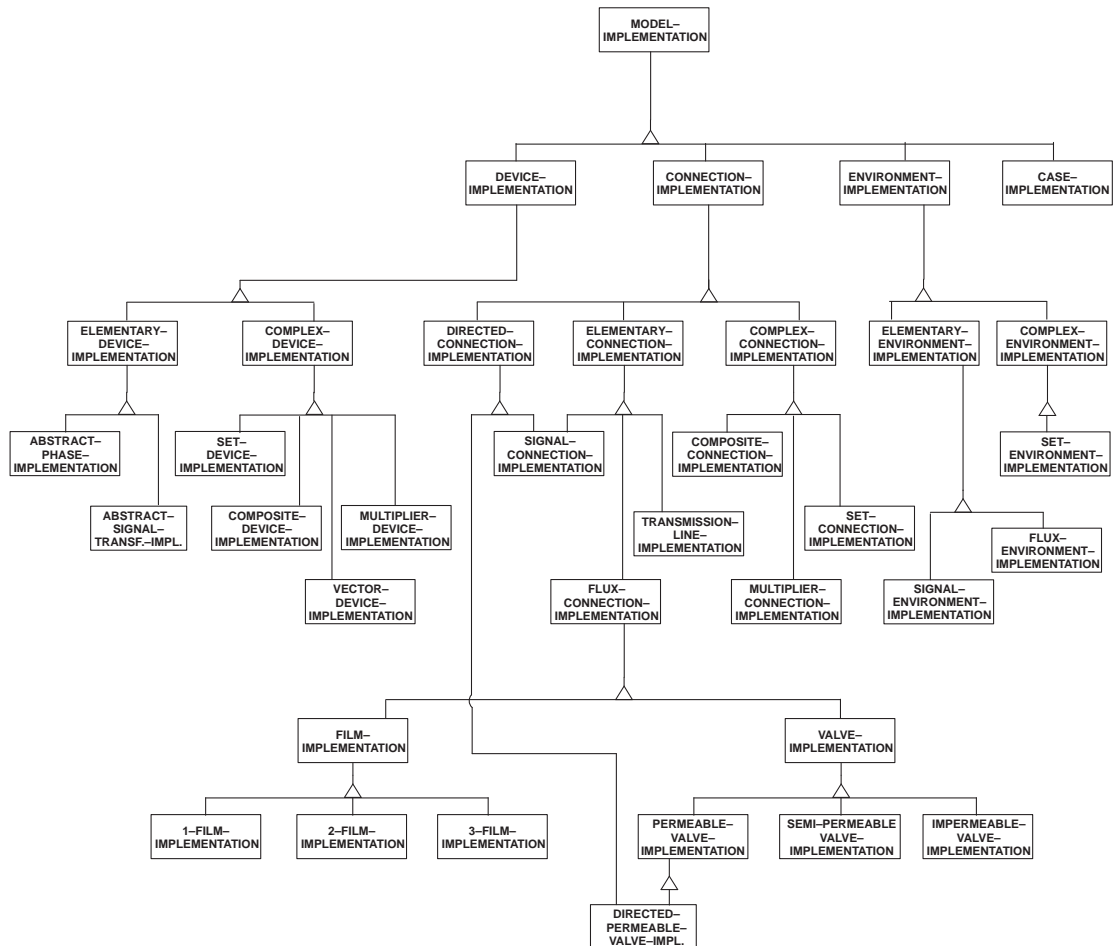 MODEL–
IMPLEMENTATION
DEVICE–
IMPLEMENTATION
CONNECTION–
IMPLEMENTATION
ENVIRONMENT–
IMPLEMENTATION
CASE–
IMPLEMENTATION
ELEMENTARY–
DEVICE–
IMPLEMENTATION
COMPLEX–
DEVICE–
IMPLEMENTATION
DIRECTED–
CONNECTION–
IMPLEMENTATION
ELEMENTARY–
CONNECTION–
IMPLEMENTATION
COMPLEX–
CONNECTION–
IMPLEMENTATION
ELEMENTARY–
ENVIRONMENT–
IMPLEMENTATION
COMPLEX–
ENVIRONMENT–
IMPLEMENTATION
ABSTRACT–
PHASE–
IMPLEMENTATION
SET–
DEVICE–
IMPLEMENTATION
SIGNAL–
CONNECTION–
IMPLEMENTATION
COMPOSITE–
CONNECTION–
IMPLEMENTATION
SET–
ENVIRONMENT–
IMPLEMENTATION
ABSTRACT–
SIGNAL–
TRANSF.–IMPL.
COMPOSITE–
DEVICE–
IMPLEMENTATION
MULTIPLIER–
DEVICE–
IMPLEMENTATION
TRANSMISSION–
LINE–
IMPLEMENTATION
SET–
CONNECTION–
IMPLEMENTATION
FLUX–
ENVIRONMENT–
IMPLEMENTATION
VECTOR–
DEVICE–
IMPLEMENTATION
FLUX–
CONNECTION–
IMPLEMENTATION
MULTIPLIER–
CONNECTION–
IMPLEMENTATION
SIGNAL–
ENVIRONMENT–
IMPLEMENTATION
FILM–
IMPLEMENTATION
VALVE–
IMPLEMENTATION
1–FILM–
IMPLEMENTATION
2–FILM–
IMPLEMENTATION
3–FILM–
IMPLEMENTATION
PERMEABLE–
VALVE–
IMPLEMENTATION
SEMI–PERMEABLE
VALVE–
IMPLEMENTATION
IMPERMEABLE–
VALVE–
IMPLEMENTATION
DIRECTED–
PERMEABLE–
VALVE–IMPL.